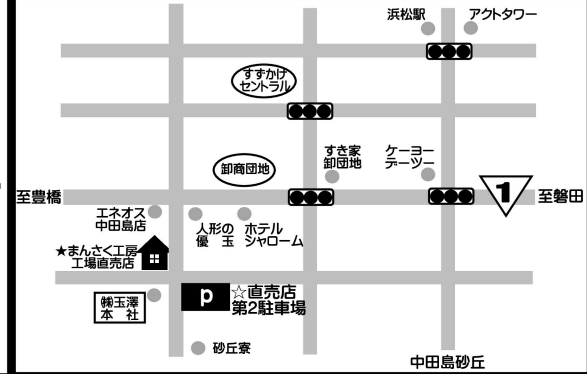 浜松駅
アクトタワー
すずかけ
セントラル
すき家
卸団地
ケーヨー
デーツー
卸商団地
至豊橋
1
至磐田
エネオス
中田島店
人形の
優玉
ホテル
シャローム
★まんさく工房
工場直売店
㈱玉澤
本社
p
☆直売店
第2駐車場
砂丘寮
中田島砂丘